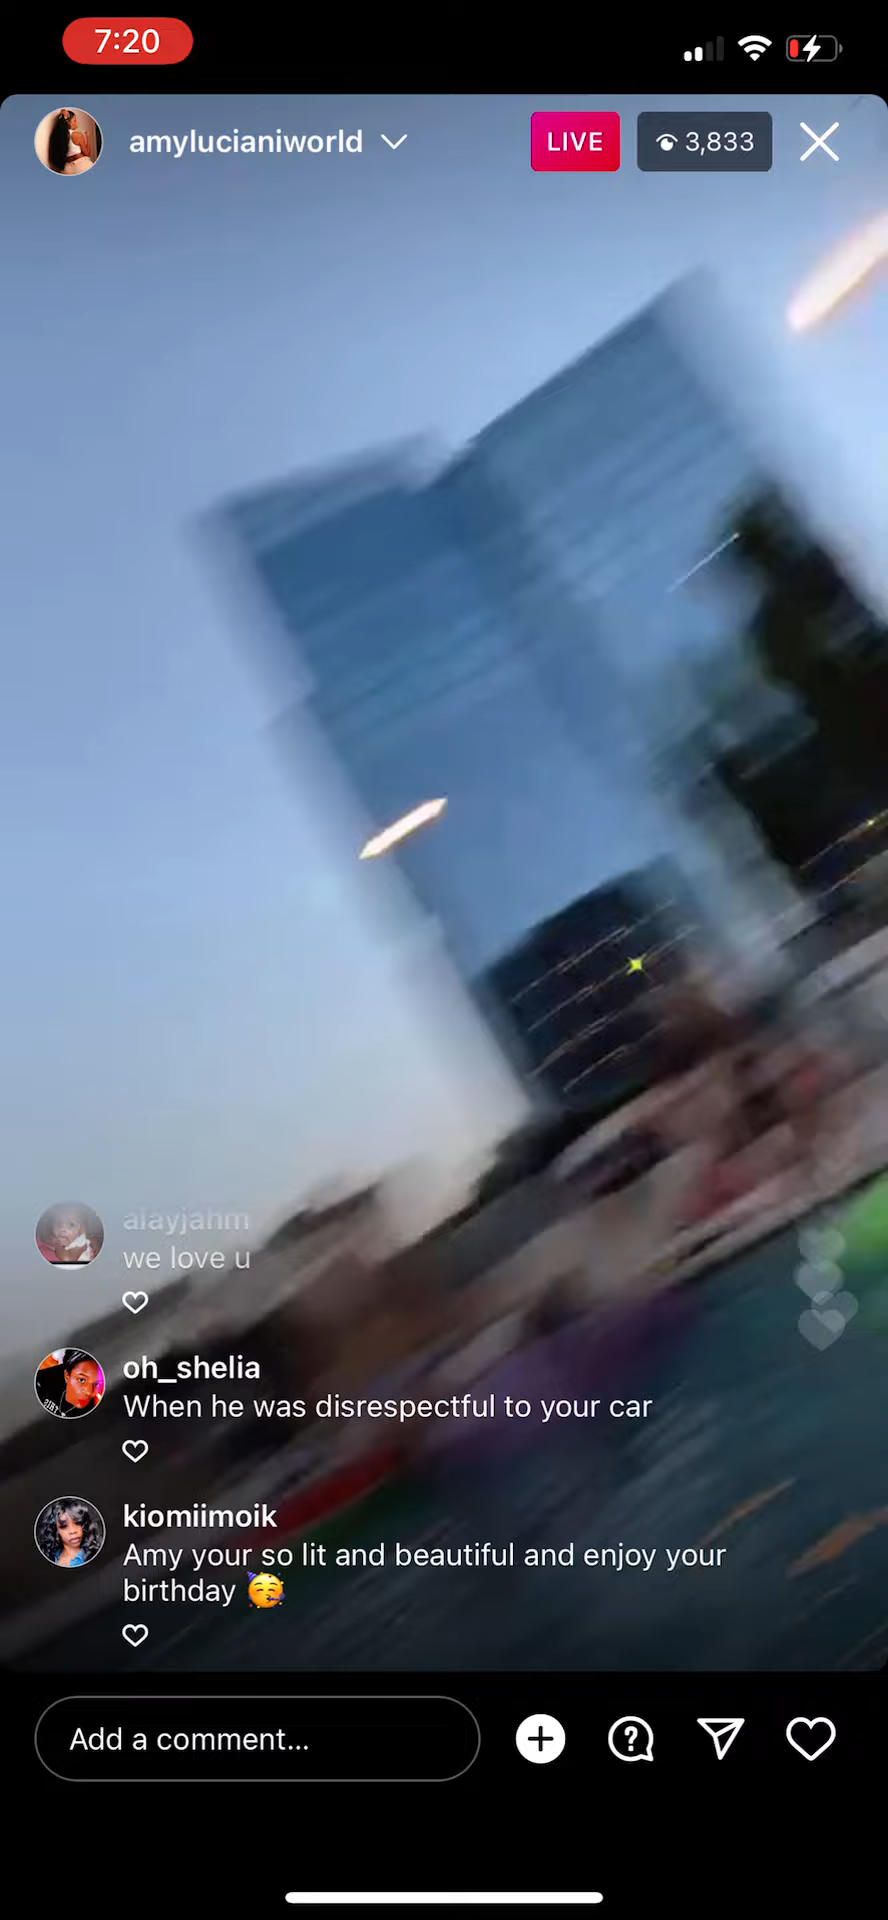 7:20
amylucianiworld
LIVE
3,833
alayjahm
we love u
oh_shelia
When he was disrespectful to your car
kiomiimoik
Amy your so lit and beautiful and enjoy your
birthday 🥳
Add a comment...